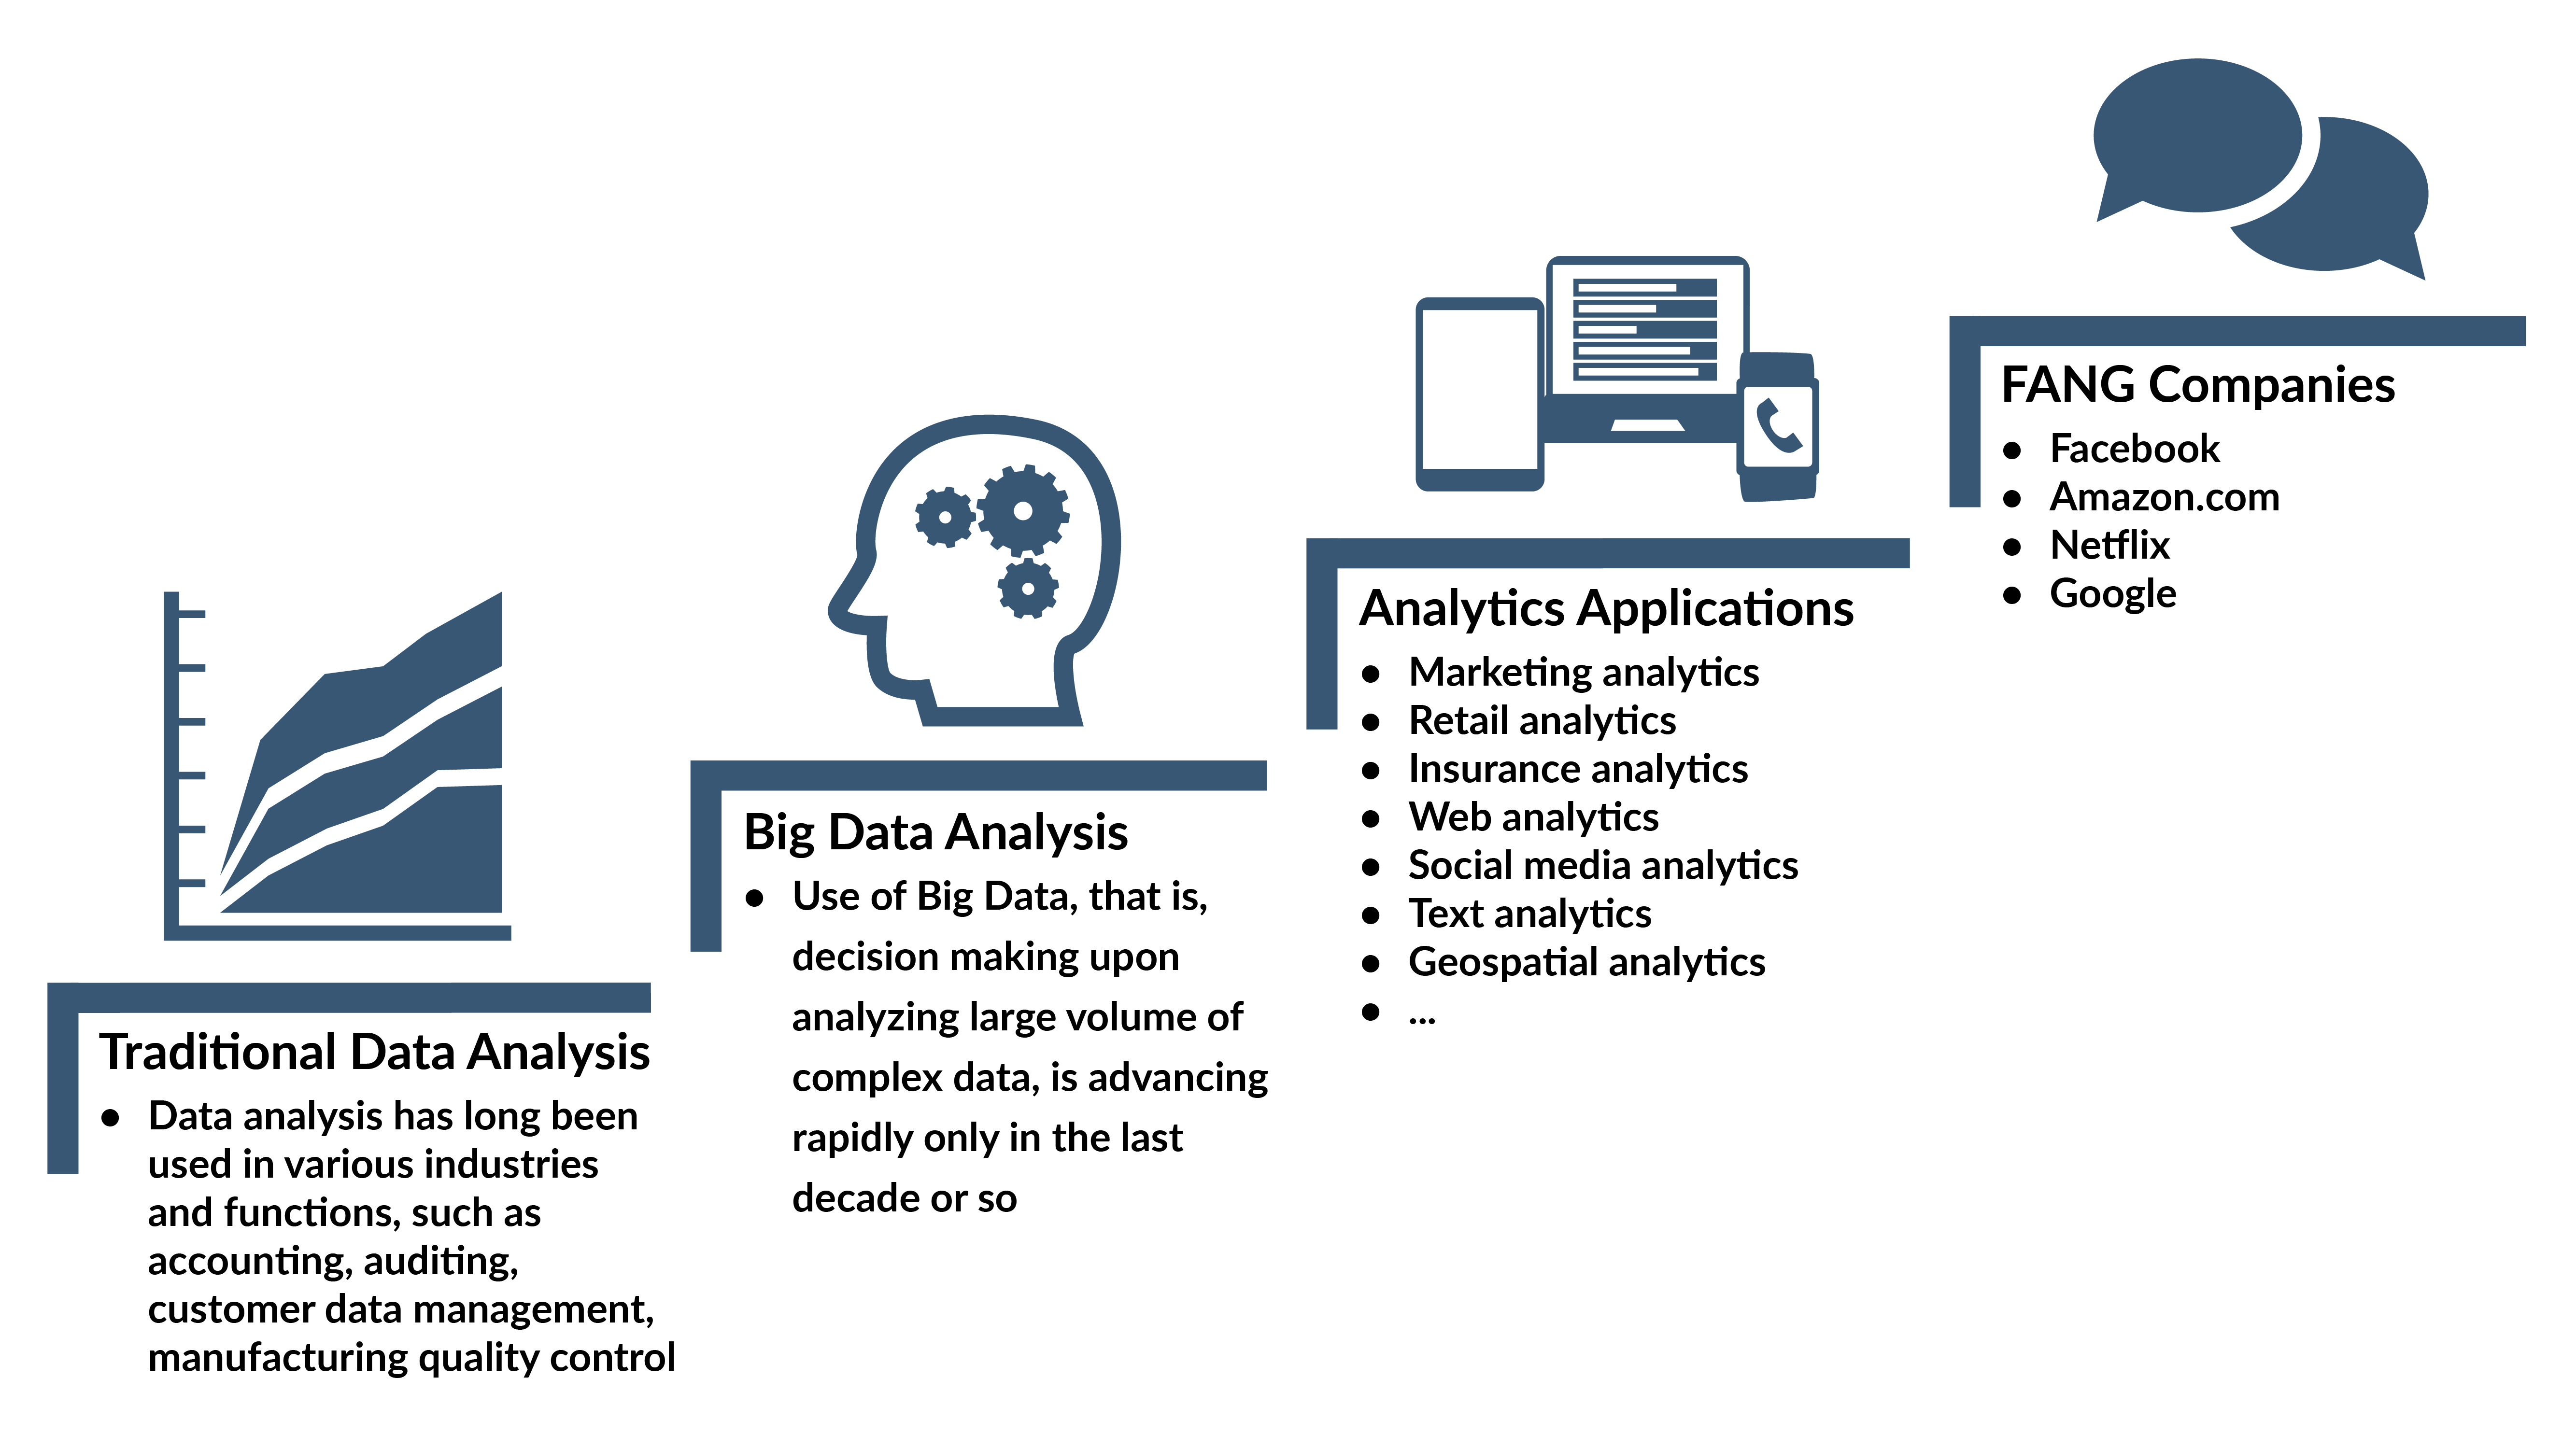 Traditional Data Analysis
● Data analysis has long been
used in various industries
and functions, such as
accounting, auditing,
customer data management,
manufacturing quality control
Big Data Analysis
● Use of Big Data, that is,
decision making upon
analyzing large volume of
complex data, is advancing
rapidly only in the last
decade or so
Analytics Applications
● Marketing analytics
● Retail analytics
● Insurance analytics
● Web analytics
● Social media analytics
● Text analytics
● Geospatial analytics
● ...
FANG Companies
● Facebook
● Amazon.com
● Netflix
● Google